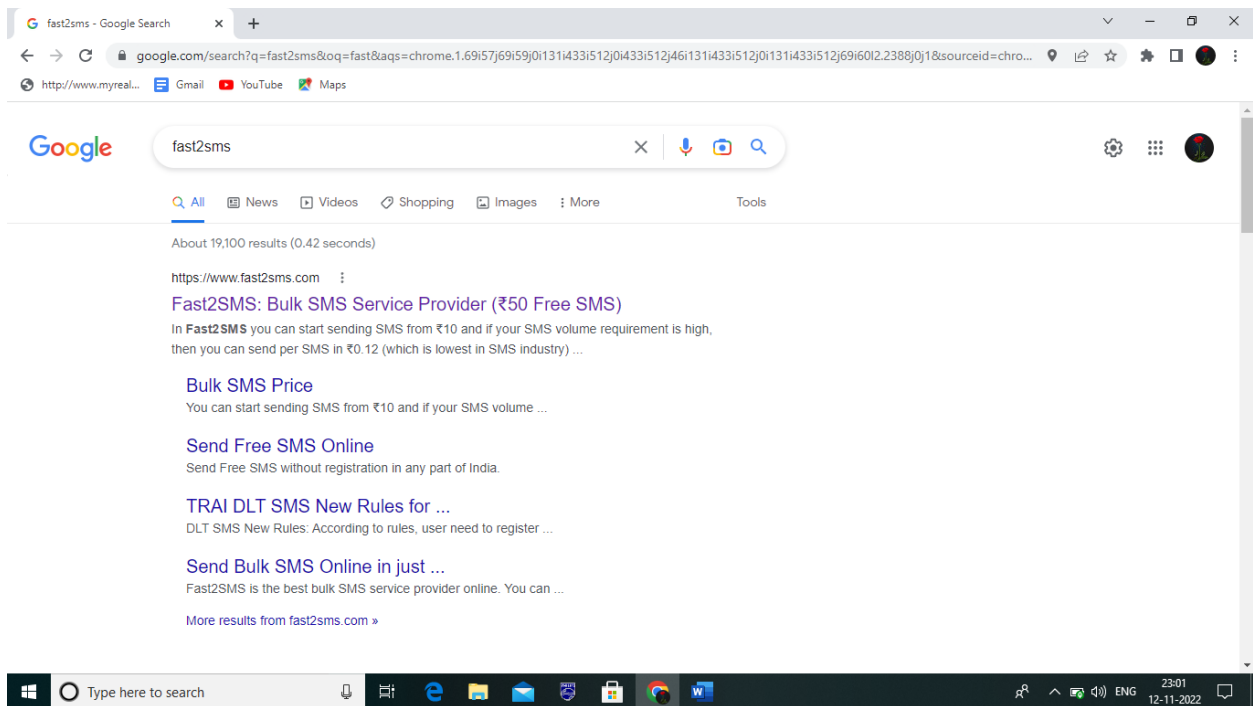 fast2sms - Google Search
google.com/search?q=fast2sms&oq=fast&aqs=chrome.1.69i57j69i59j0i131i433i512j0i433i512j46i131i433i512j0i131i433i512j69i60l2.2388j0j1&sourceid=chro...
http://www.myreal... Gmail YouTube Maps
Google fast2sms
All News Videos Shopping Images More Tools
About 19,100 results (0.42 seconds)
https://www.fast2sms.com
Fast2SMS: Bulk SMS Service Provider (₹50 Free SMS)
In Fast2SMS you can start sending SMS from ₹10 and if your SMS volume requirement is high,
then you can send per SMS in ₹0.12 (which is lowest in SMS industry) ...
Bulk SMS Price
You can start sending SMS from ₹10 and if your SMS volume ...
Send Free SMS Online
Send Free SMS without registration in any part of India.
TRAI DLT SMS New Rules for ...
DLT SMS New Rules: According to rules, user need to register ...
Send Bulk SMS Online in just ...
Fast2SMS is the best bulk SMS service provider online. You can ...
More results from fast2sms.com »
Type here to search
ENG
23:01
12-11-2022